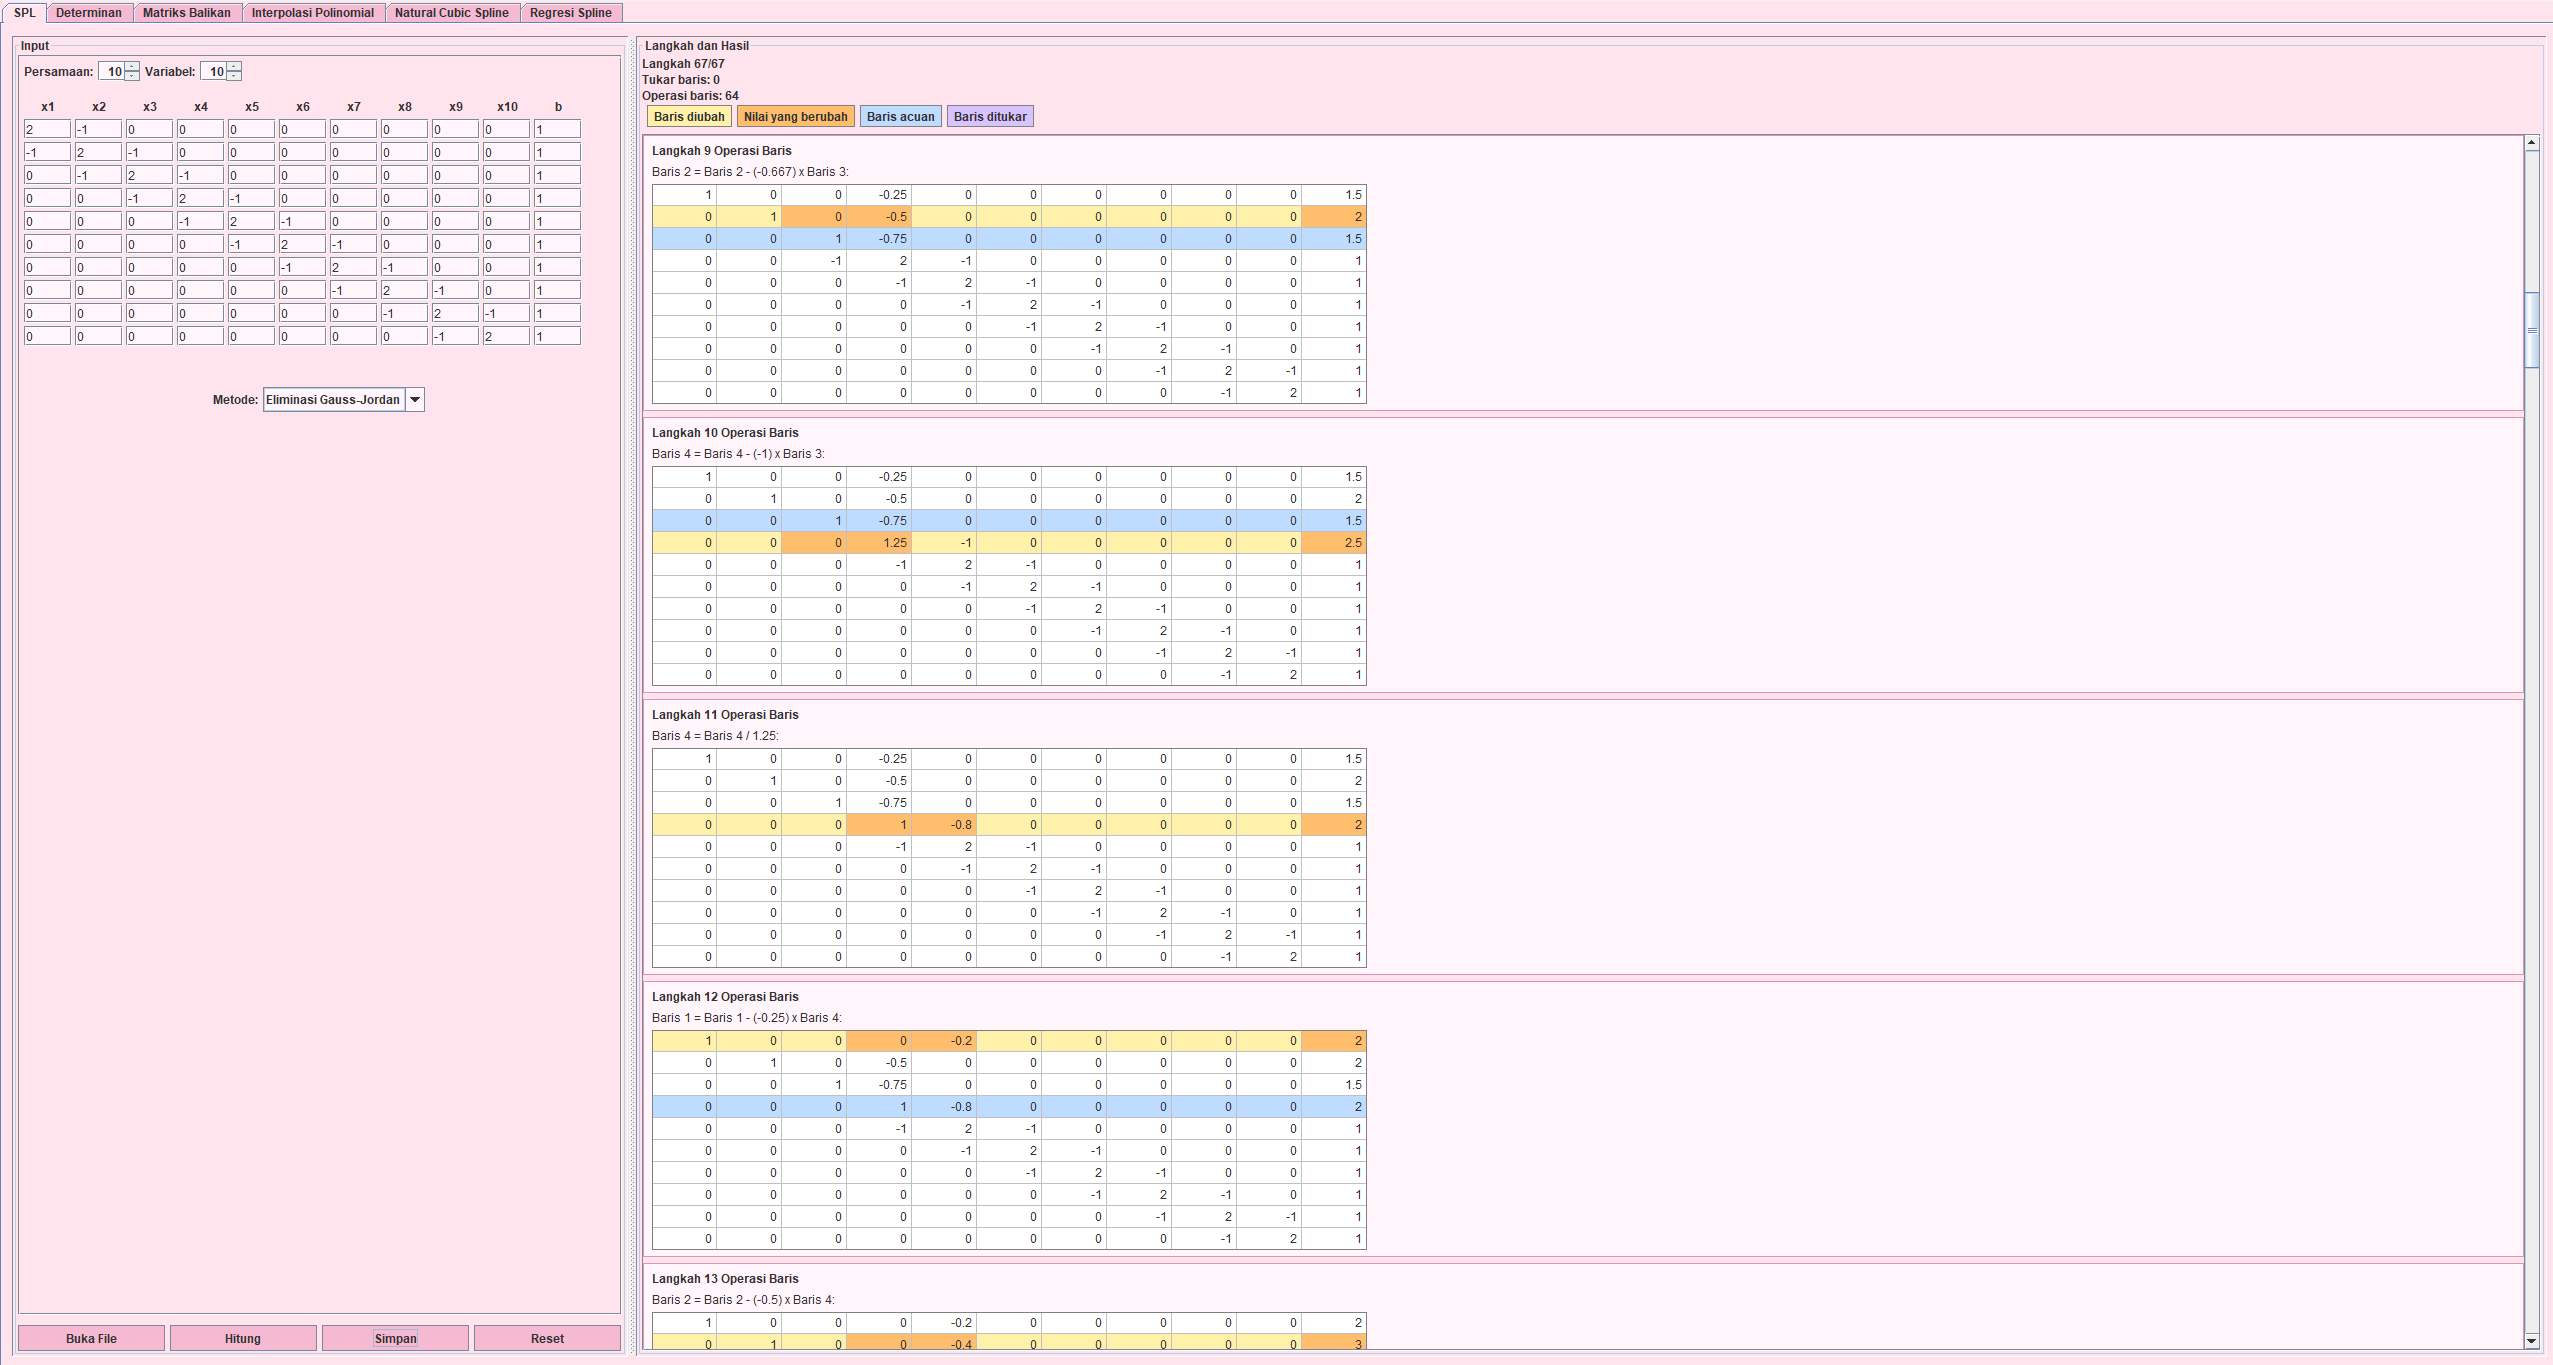 SPL Determinan Matriks Balikan Interpolasi Polinomial Natural Cubic Spline Regresi Spline
Input
Persamaan: 10 Variabel: 10
x1 x2 x3 x4 x5 x6 x7 x8 x9 x10 b
2 -1 0 0 0 0 0 0 0 0 1
-1 2 -1 0 0 0 0 0 0 0 1
0 -1 2 -1 0 0 0 0 0 0 1
0 0 -1 2 -1 0 0 0 0 0 1
0 0 0 -1 2 -1 0 0 0 0 1
0 0 0 0 -1 2 -1 0 0 0 1
0 0 0 0 0 -1 2 -1 0 0 1
0 0 0 0 0 0 -1 2 -1 0 1
0 0 0 0 0 0 0 -1 2 -1 1
0 0 0 0 0 0 0 0 -1 2 1
Metode: Eliminasi Gauss-Jordan
Buka File Hitung Simpan Reset
Langkah dan Hasil
Langkah 67/67
Tukar baris: 0
Operasi baris: 64
Baris diubah Nilai yang berubah Baris acuan Baris ditukar
Langkah 9 Operasi Baris
Baris 2 = Baris 2 - (-0.667) x Baris 3:
1 0 0 -0.25 0 0 0 0 0 0 1.5
0 1 0 -0.5 0 0 0 0 0 0 2
0 0 1 -0.75 0 0 0 0 0 0 1.5
0 0 -1 2 -1 0 0 0 0 0 1
0 0 0 -1 2 -1 0 0 0 0 1
0 0 0 0 -1 2 -1 0 0 0 1
0 0 0 0 0 -1 2 -1 0 0 1
0 0 0 0 0 0 -1 2 -1 0 1
0 0 0 0 0 0 0 -1 2 -1 1
0 0 0 0 0 0 0 0 -1 2 1
Langkah 10 Operasi Baris
Baris 4 = Baris 4 - (-1) x Baris 3:
1 0 0 -0.25 0 0 0 0 0 0 1.5
0 1 0 -0.5 0 0 0 0 0 0 2
0 0 1 -0.75 0 0 0 0 0 0 1.5
0 0 0 1.25 -1 0 0 0 0 0 2.5
0 0 0 -1 2 -1 0 0 0 0 1
0 0 0 0 -1 2 -1 0 0 0 1
0 0 0 0 0 -1 2 -1 0 0 1
0 0 0 0 0 0 -1 2 -1 0 1
0 0 0 0 0 0 0 -1 2 -1 1
0 0 0 0 0 0 0 0 -1 2 1
Langkah 11 Operasi Baris
Baris 4 = Baris 4 / 1.25:
1 0 0 -0.25 0 0 0 0 0 0 1.5
0 1 0 -0.5 0 0 0 0 0 0 2
0 0 1 -0.75 0 0 0 0 0 0 1.5
0 0 0 1 -0.8 0 0 0 0 0 2
0 0 0 -1 2 -1 0 0 0 0 1
0 0 0 0 -1 2 -1 0 0 0 1
0 0 0 0 0 -1 2 -1 0 0 1
0 0 0 0 0 0 -1 2 -1 0 1
0 0 0 0 0 0 0 -1 2 -1 1
0 0 0 0 0 0 0 0 -1 2 1
Langkah 12 Operasi Baris
Baris 1 = Baris 1 - (-0.25) x Baris 4:
1 0 0 0 -0.2 0 0 0 0 0 2
0 1 0 -0.5 0 0 0 0 0 0 2
0 0 1 -0.75 0 0 0 0 0 0 1.5
0 0 0 1 -0.8 0 0 0 0 0 2
0 0 0 -1 2 -1 0 0 0 0 1
0 0 0 0 -1 2 -1 0 0 0 1
0 0 0 0 0 -1 2 -1 0 0 1
0 0 0 0 0 0 -1 2 -1 0 1
0 0 0 0 0 0 0 -1 2 -1 1
0 0 0 0 0 0 0 0 -1 2 1
Langkah 13 Operasi Baris
Baris 2 = Baris 2 - (-0.5) x Baris 4:
1 0 0 0 -0.2 0 0 0 0 0 2
0 1 0 0 -0.4 0 0 0 0 0 3